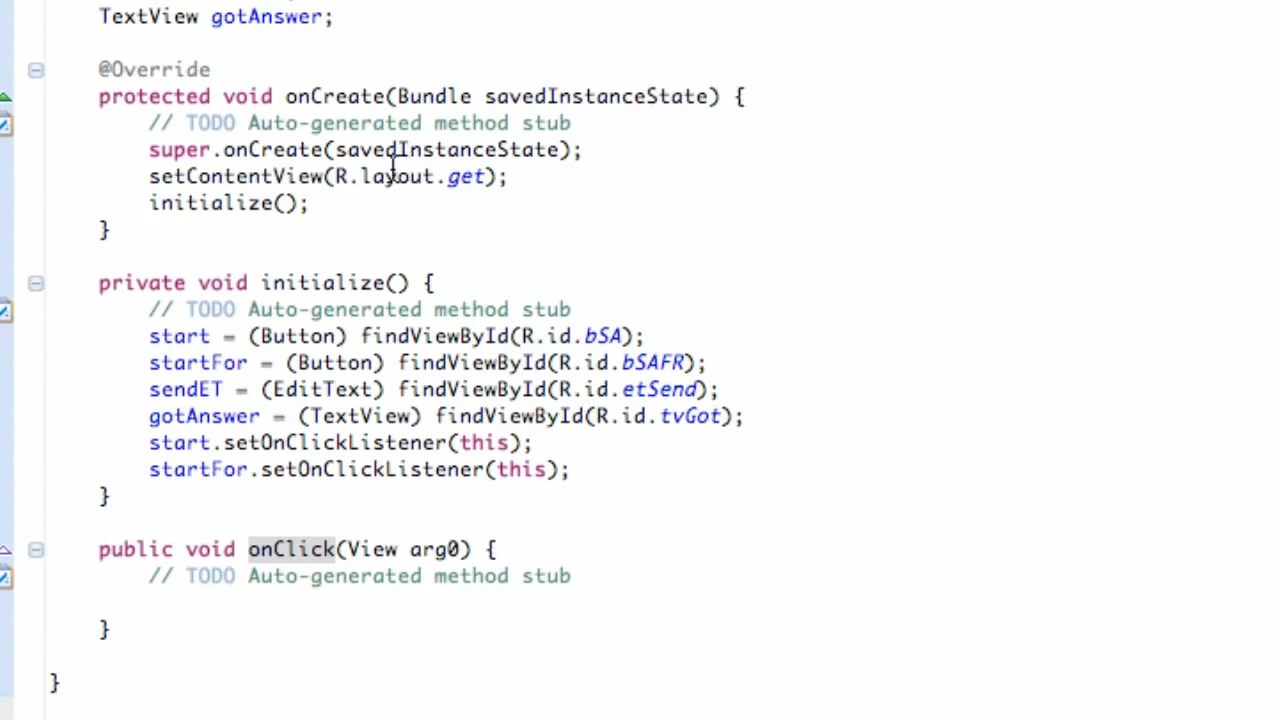 TextView gotAnswer;
@Override
protected void onCreate(Bundle savedInstanceState) {
// TODO Auto-generated method stub
super.onCreate(savedInstanceState);
setContentView(R.layout.get);
initialize();
}
private void initialize() {
// TODO Auto-generated method stub
start = (Button) findViewById(R.id.bSA);
startFor = (Button) findViewById(R.id.bSAFR);
sendET = (EditText) findViewById(R.id.etSend);
gotAnswer = (TextView) findViewById(R.id.tvGot);
start.setOnClickListener(this);
startFor.setOnClickListener(this);
}
public void onClick(View arg0) {
// TODO Auto-generated method stub
}
}